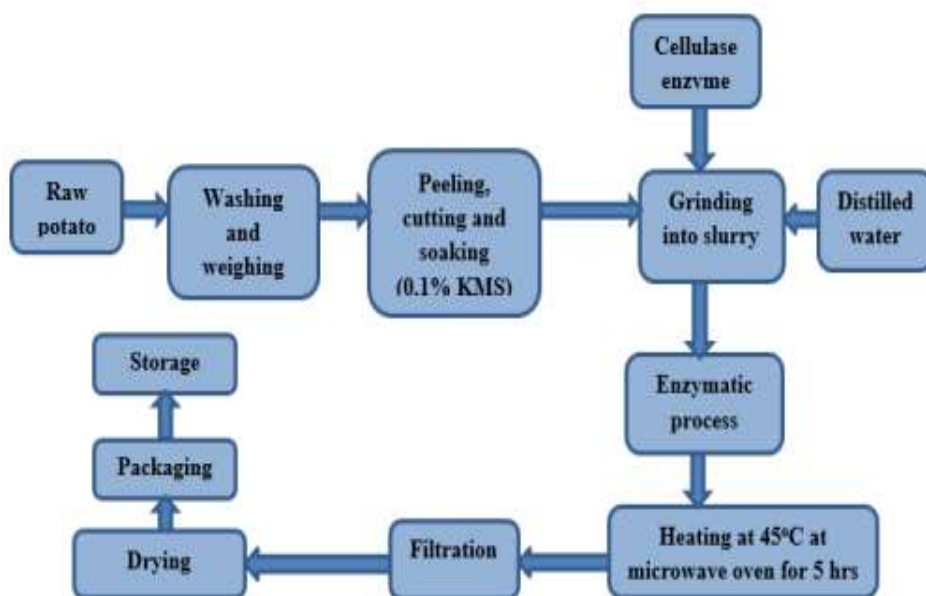 Cellulase
enzyme
Raw
potato
Washing
and
weighing
Peeling,
cutting and
soaking
(0.1% KMS)
Grinding
into slurry
Distilled
water
Enzymatic
process
Heating at 45⁰C at
microwave oven for 5 hrs
Filtration
Drying
Packaging
Storage